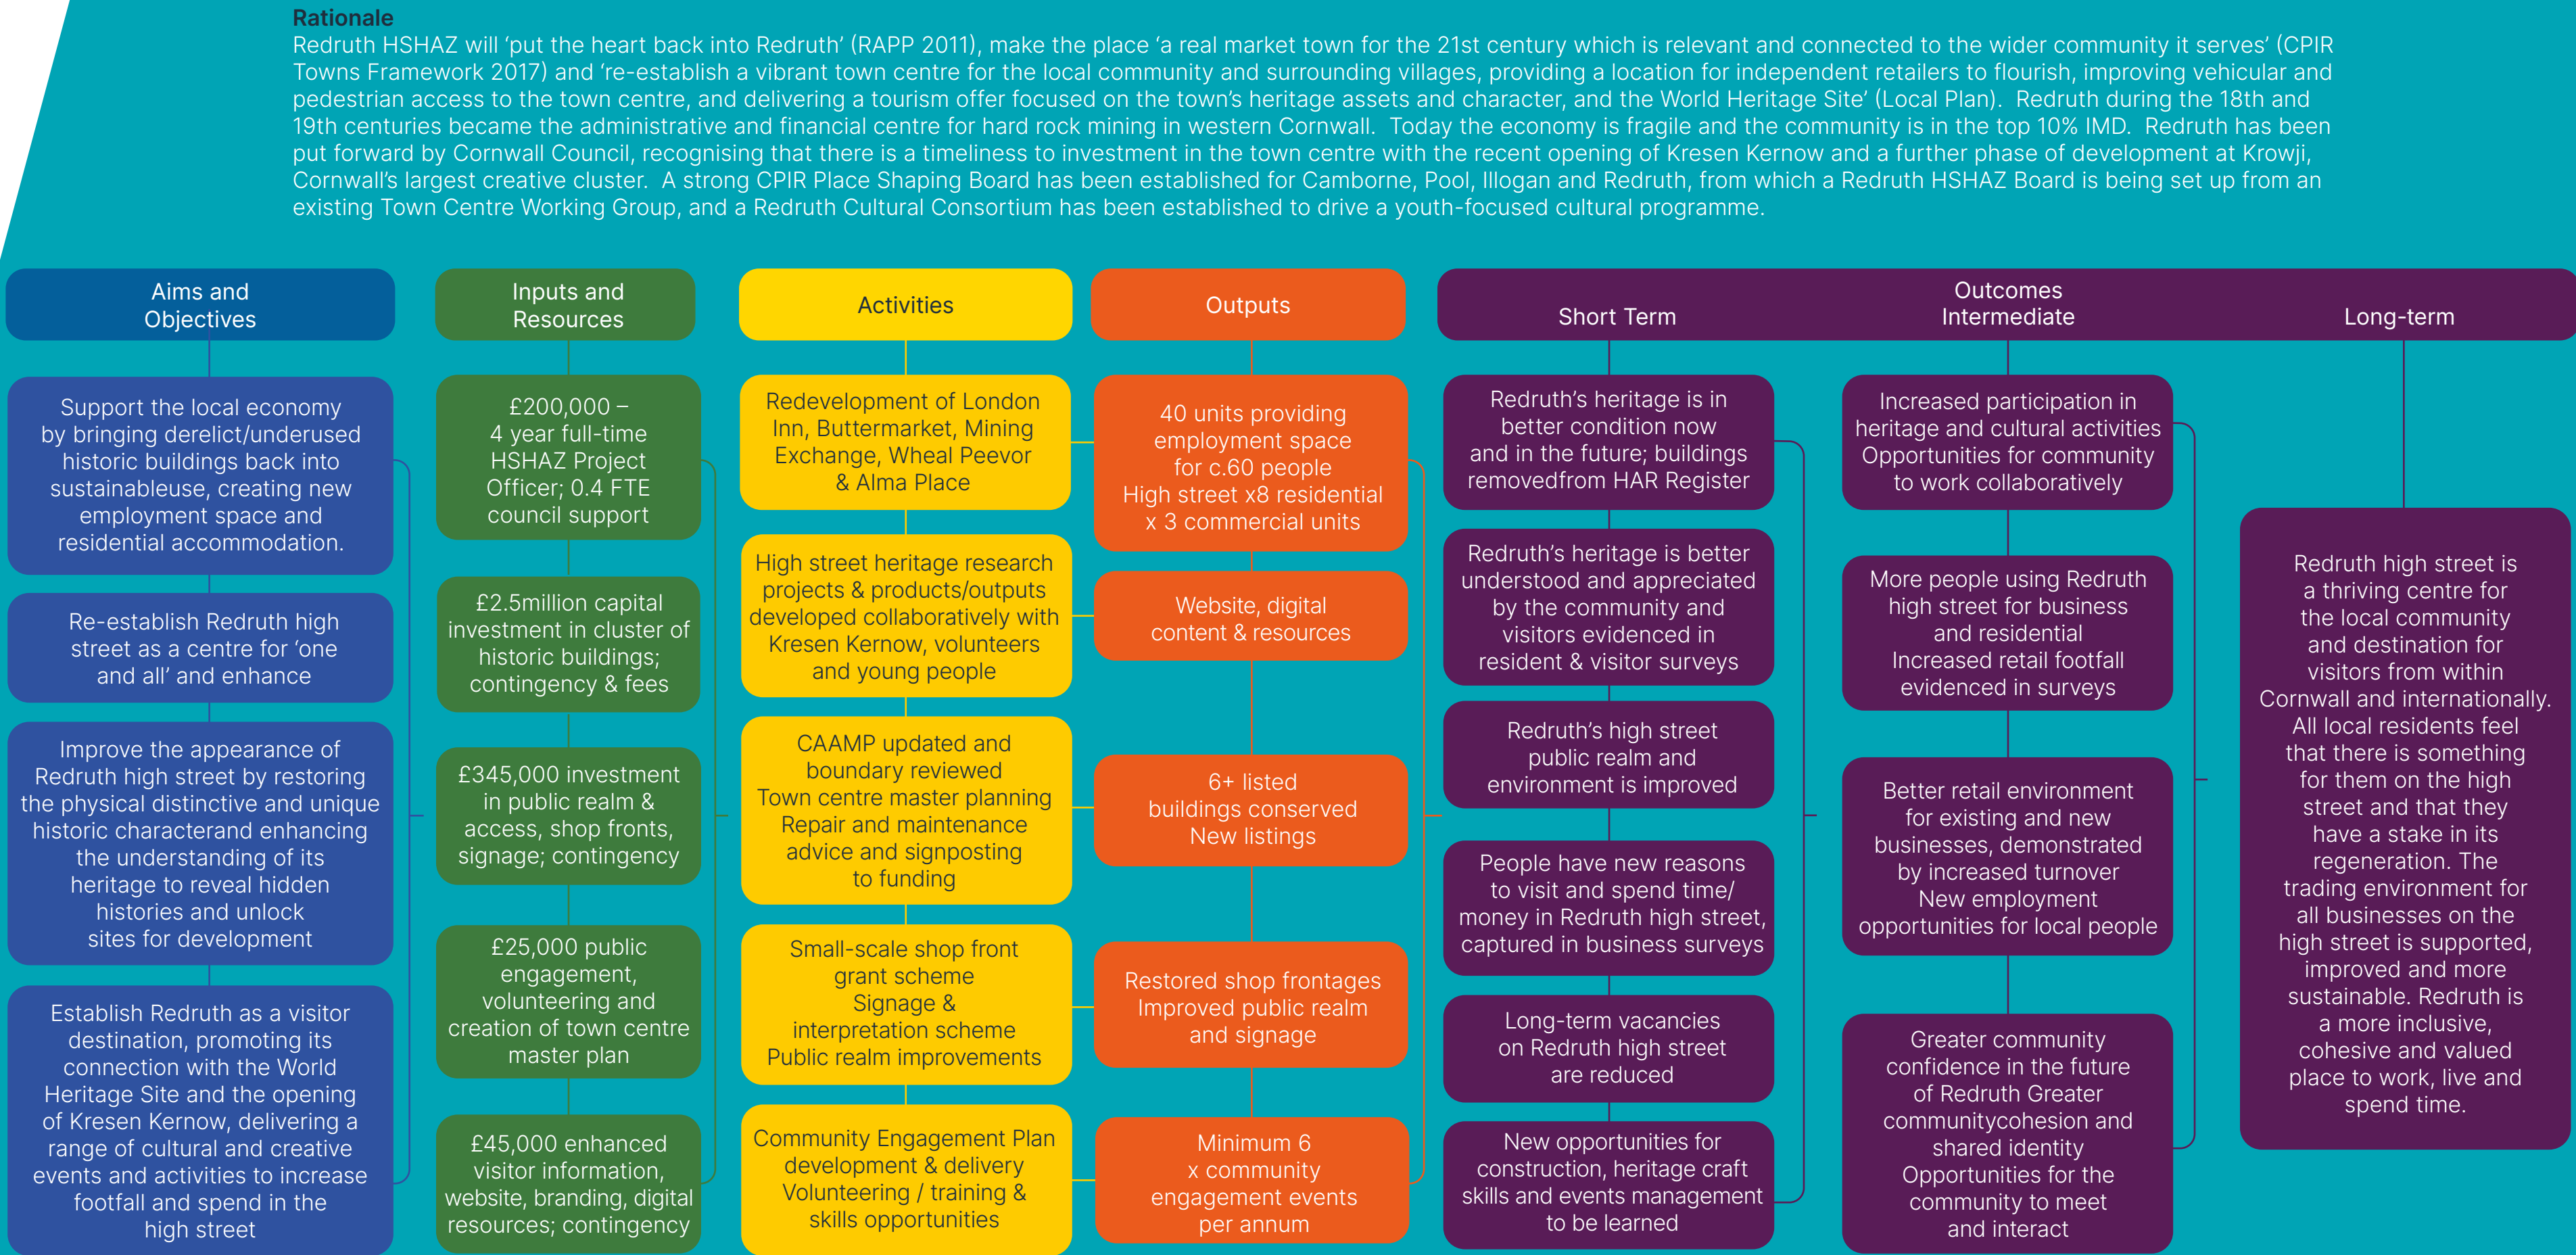 Rationale
Redruth HSHAZ will ‘put the heart back into Redruth’ (RAPP 2011), make the place ‘a real market town for the 21st century which is relevant and connected to the wider community it serves’ (CPIR
Towns Framework 2017) and ‘re-establish a vibrant town centre for the local community and surrounding villages, providing a location for independent retailers to flourish, improving vehicular and
pedestrian access to the town centre, and delivering a tourism offer focused on the town’s heritage assets and character, and the World Heritage Site’ (Local Plan).  Redruth during the 18th and
19th centuries became the administrative and financial centre for hard rock mining in western Cornwall.  Today the economy is fragile and the community is in the top 10% IMD.  Redruth has been
put forward by Cornwall Council, recognising that there is a timeliness to investment in the town centre with the recent opening of Kresen Kernow and a further phase of development at Krowji,
Cornwall’s largest creative cluster.  A strong CPIR Place Shaping Board has been established for Camborne, Pool, Illogan and Redruth, from which a Redruth HSHAZ Board is being set up from an
existing Town Centre Working Group, and a Redruth Cultural Consortium has been established to drive a youth-focused cultural programme.
Aims and
Objectives
Support the local economy
by bringing derelict/underused
historic buildings back into
sustainableuse, creating new
employment space and
residential accommodation.
Re-establish Redruth high
street as a centre for ‘one
and all’ and enhance
Improve the appearance of
Redruth high street by restoring
the physical distinctive and unique
historic characterand enhancing
the understanding of its
heritage to reveal hidden
histories and unlock
sites for development
Establish Redruth as a visitor
destination, promoting its
connection with the World
Heritage Site and the opening
of Kresen Kernow, delivering a
range of cultural and creative
events and activities to increase
footfall and spend in the
high street
Inputs and
Resources
£200,000 –
4 year full-time
HSHAZ Project
Officer; 0.4 FTE
council support
£2.5million capital
investment in cluster of
historic buildings;
contingency & fees
£345,000 investment
in public realm &
access, shop fronts,
signage; contingency
£25,000 public
engagement,
volunteering and
creation of town centre
master plan
£45,000 enhanced
visitor information,
website, branding, digital
resources; contingency
Activities
Redevelopment of London
Inn, Buttermarket, Mining
Exchange, Wheal Peevor
& Alma Place
High street heritage research
projects & products/outputs
developed collaboratively with
Kresen Kernow, volunteers
and young people
CAAMP updated and
boundary reviewed
Town centre master planning
Repair and maintenance
advice and signposting
to funding
Small-scale shop front
grant scheme
Signage &
interpretation scheme
Public realm improvements
Community Engagement Plan
development & delivery
Volunteering / training &
skills opportunities
Outputs
40 units providing
employment space
for c.60 people
High street x8 residential
x 3 commercial units
Website, digital
content & resources
6+ listed
buildings conserved
New listings
Restored shop frontages
Improved public realm
and signage
Minimum 6
x community
engagement events
per annum
Outcomes
Short Term
Redruth’s heritage is in
better condition now
and in the future; buildings
removedfrom HAR Register
Redruth’s heritage is better
understood and appreciated
by the community and
visitors evidenced in
resident & visitor surveys
Redruth’s high street
public realm and
environment is improved
People have new reasons
to visit and spend time/
money in Redruth high street,
captured in business surveys
Long-term vacancies
on Redruth high street
are reduced
New opportunities for
construction, heritage craft
skills and events management
to be learned
Intermediate
Increased participation in
heritage and cultural activities
Opportunities for community
to work collaboratively
More people using Redruth
high street for business
and residential
Increased retail footfall
evidenced in surveys
Better retail environment
for existing and new
businesses, demonstrated
by increased turnover
New employment
opportunities for local people
Greater community
confidence in the future
of Redruth Greater
communitycohesion and
shared identity
Opportunities for the
community to meet
and interact
Long-term
Redruth high street is
a thriving centre for
the local community
and destination for
visitors from within
Cornwall and internationally.
All local residents feel
that there is something
for them on the high
street and that they
have a stake in its
regeneration. The
trading environment for
all businesses on the
high street is supported,
improved and more
sustainable. Redruth is
a more inclusive,
cohesive and valued
place to work, live and
spend time.